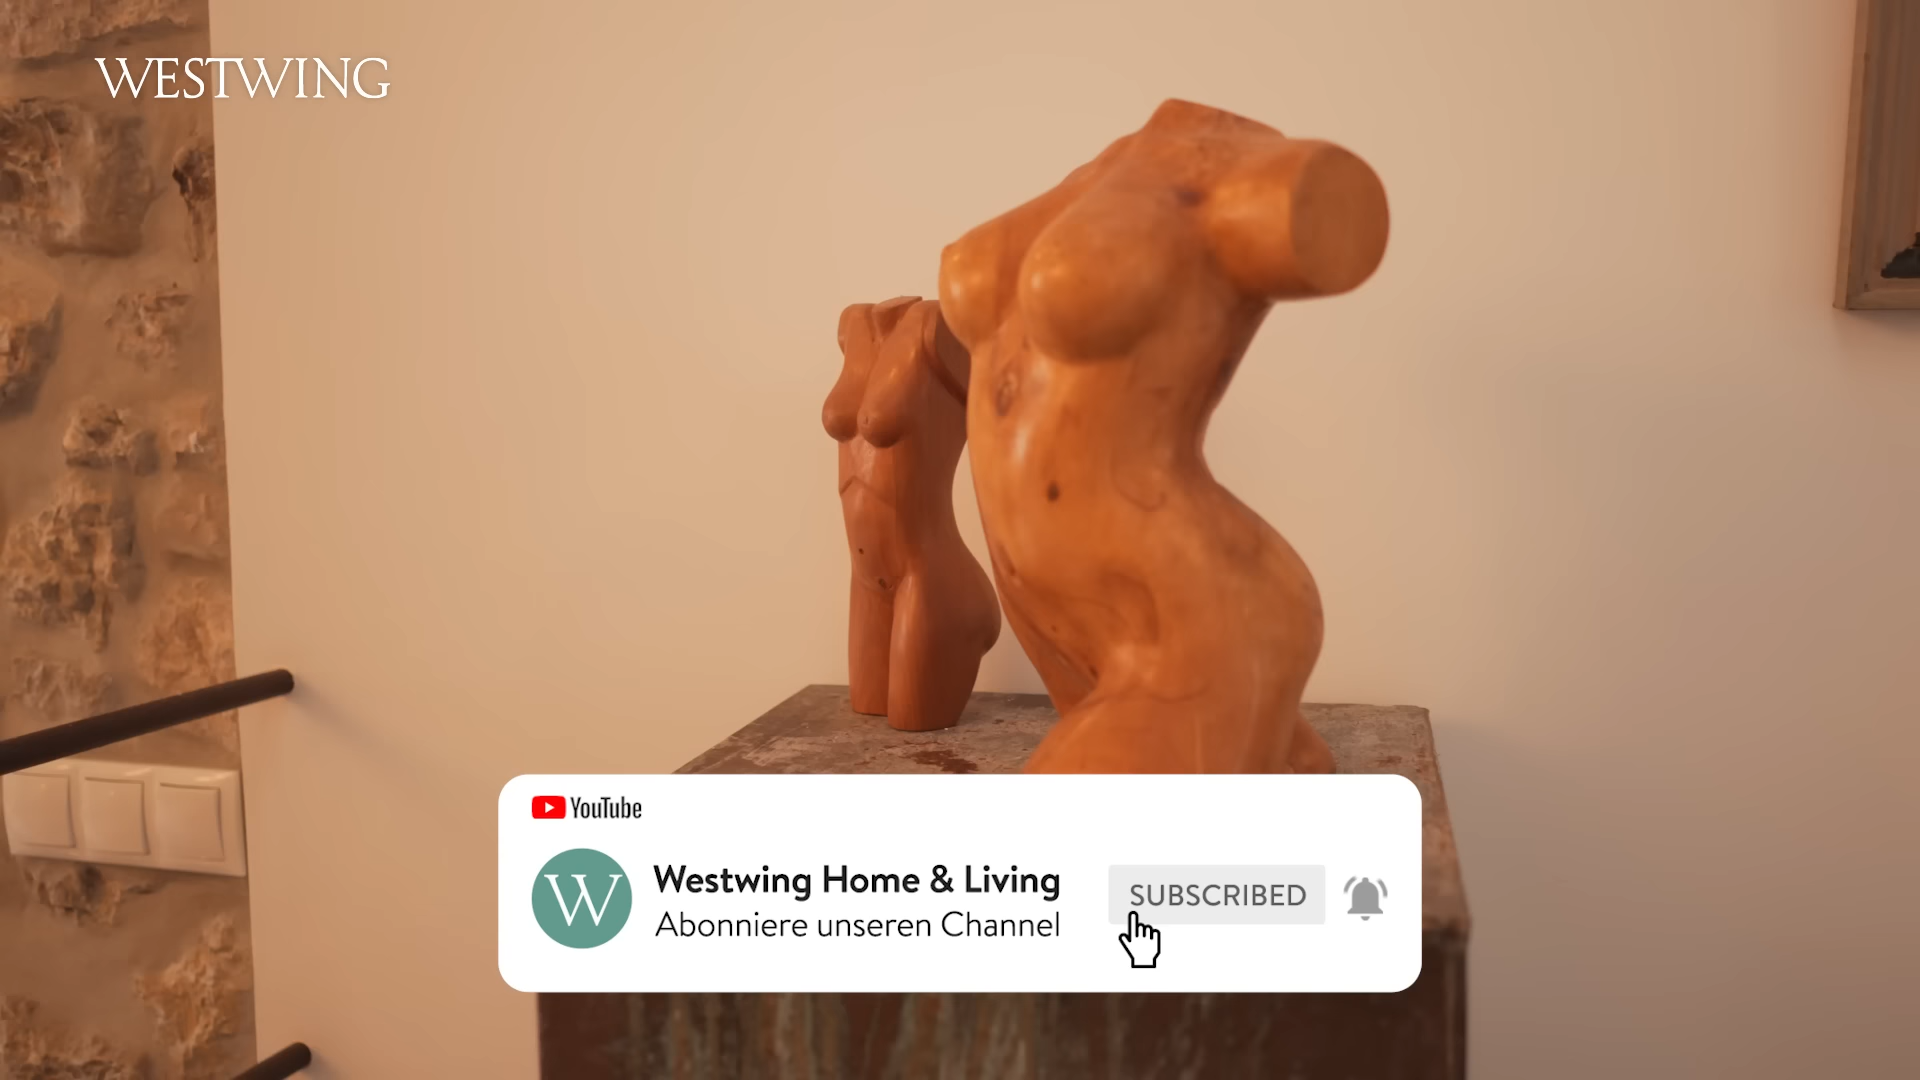 WESTWING
YouTube
W
Westwing Home & Living
Abonniere unseren Channel
SUBSCRIBED